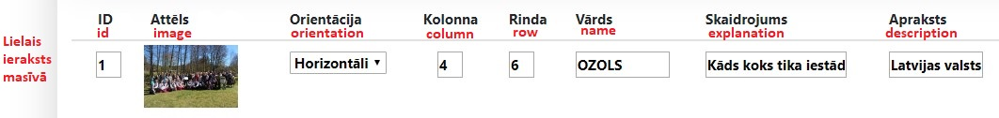 ID Attēls Orientācija Kolonna Rinda Vārds Skaidrojums Apraksts
id image orientation column row name explanation description
Lielais
ieraksts
masīvā
1 Horizontāli 4 6 OZOLS Kāds koks tika iestād Latvijas valsts